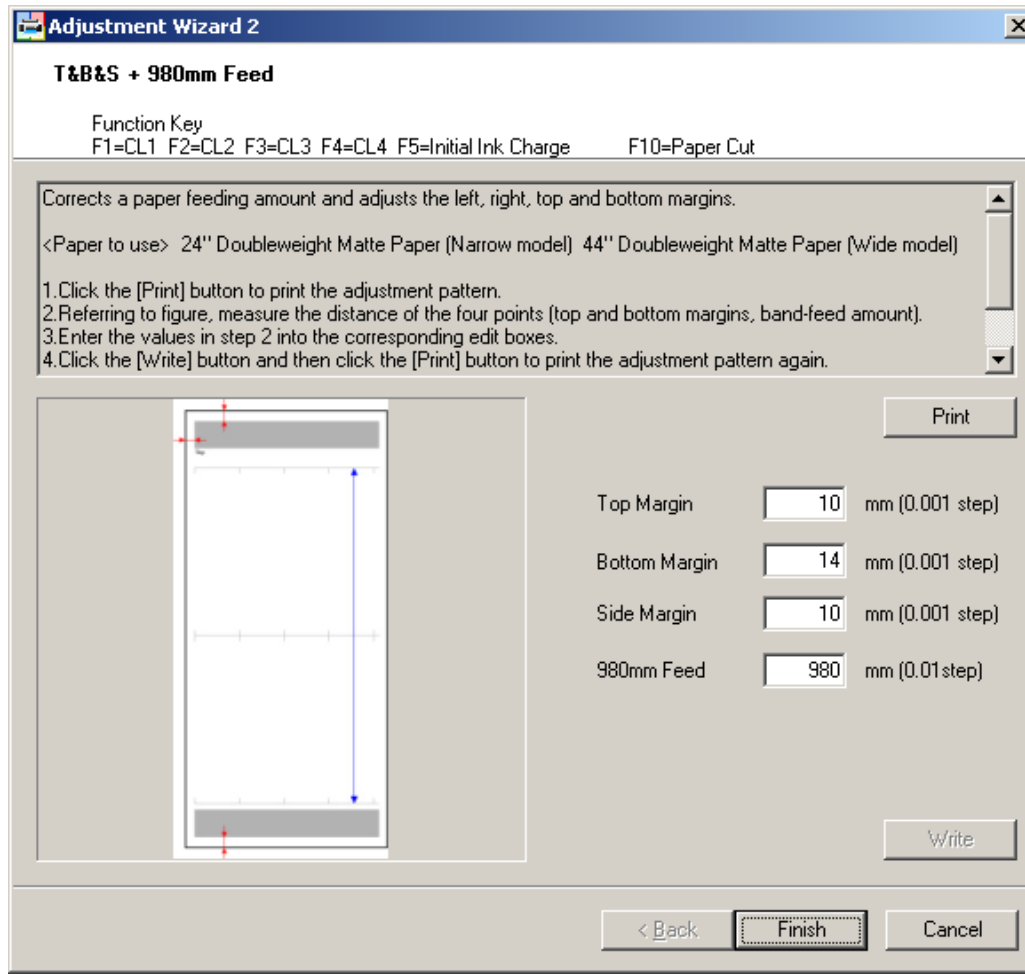 Adjustment Wizard 2
T&B&S + 980mm Feed
Function Key
F1=CL1 F2=CL2 F3=CL3 F4=CL4 F5=Initial Ink Charge F10=Paper Cut
Corrects a paper feeding amount and adjusts the left, right, top and bottom margins.
<Paper to use> 24'' Doubleweight Matte Paper (Narrow model) 44'' Doubleweight Matte Paper (Wide model)
1.Click the [Print] button to print the adjustment pattern.
2.Referring to figure, measure the distance of the four points (top and bottom margins, band-feed amount).
3.Enter the values in step 2 into the corresponding edit boxes.
4.Click the [Write] button and then click the [Print] button to print the adjustment pattern again.
Print
Top Margin 10 mm (0.001 step)
Bottom Margin 14 mm (0.001 step)
Side Margin 10 mm (0.001 step)
980mm Feed 980 mm (0.01step)
Write
< Back Finish Cancel